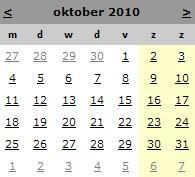 < oktober 2010 >
m d w d v z z
27 28 29 30 1 2 3
4 5 6 7 8 9 10
11 12 13 14 15 16 17
18 19 20 21 22 23 24
25 26 27 28 29 30 31
1 2 3 4 5 6 7